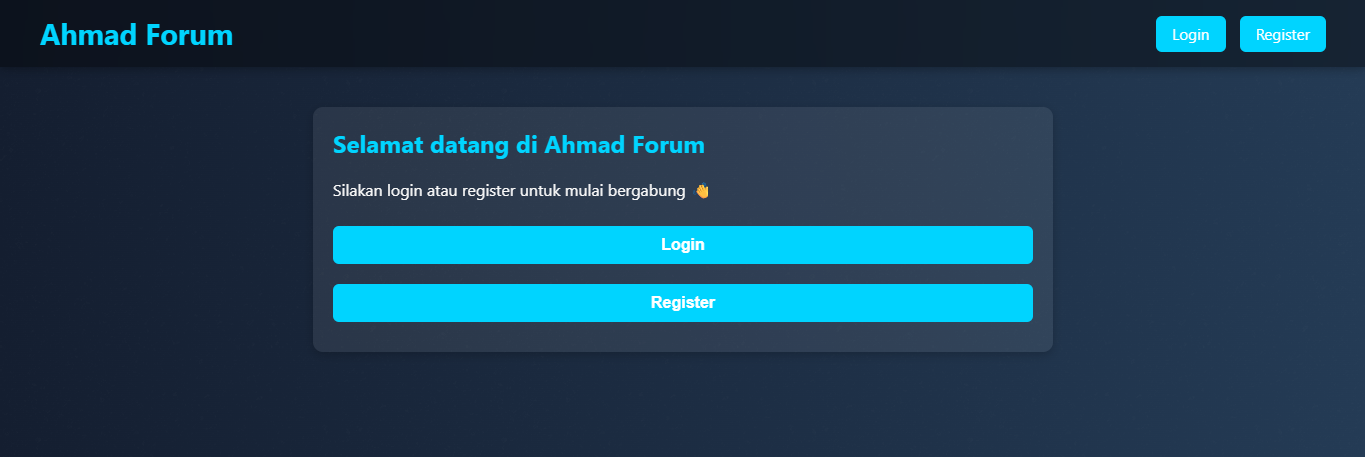 Ahmad Forum
Login
Register
Selamat datang di Ahmad Forum
Silakan login atau register untuk mulai bergabung 👋
Login
Register